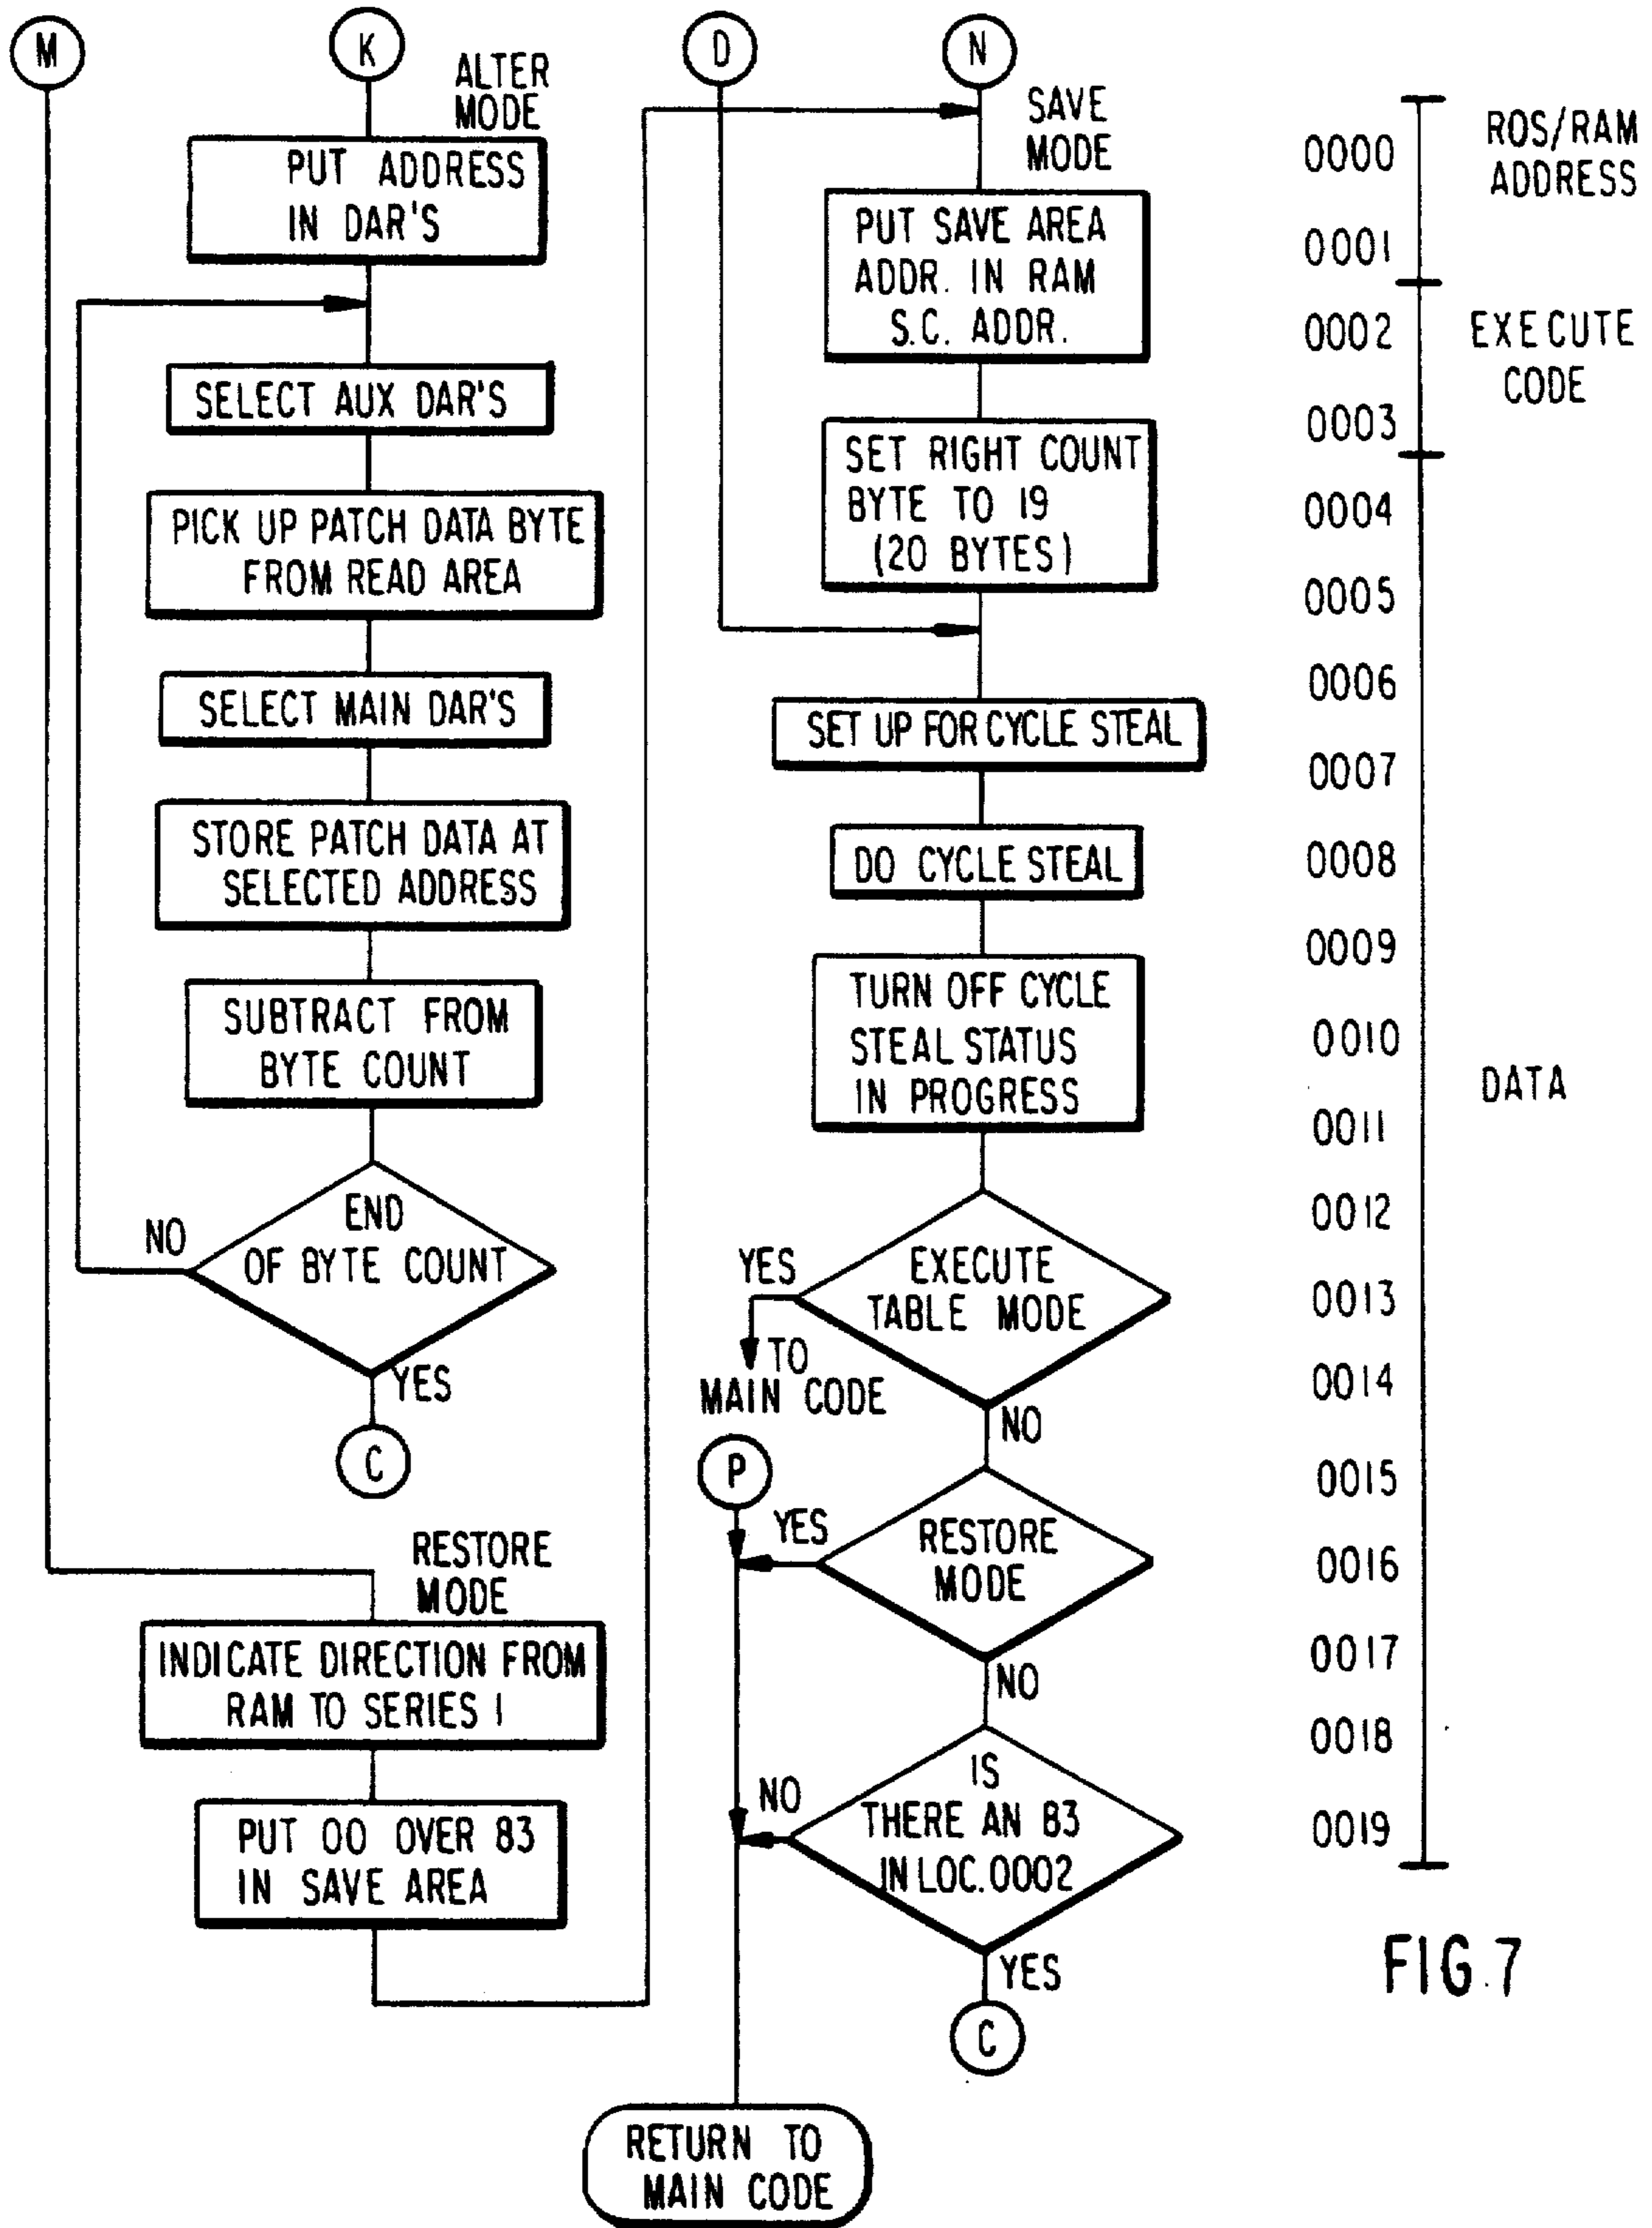 M
K
ALTER
MODE
PUT ADDRESS
IN DAR'S
SELECT AUX DAR'S
PICK UP PATCH DATA BYTE
FROM READ AREA
SELECT MAIN DAR'S
STORE PATCH DATA AT
SELECTED ADDRESS
SUBTRACT FROM
BYTE COUNT
END
OF BYTE COUNT
NO
YES
C
RESTORE
MODE
INDICATE DIRECTION FROM
RAM TO SERIES 1
PUT 00 OVER 83
IN SAVE AREA
D
N
SAVE
MODE
PUT SAVE AREA
ADDR. IN RAM
S.C. ADDR.
SET RIGHT COUNT
BYTE TO 19
(20 BYTES)
SET UP FOR CYCLE STEAL
DO CYCLE STEAL
TURN OFF CYCLE
STEAL STATUS
IN PROGRESS
EXECUTE
TABLE MODE
YES
TO
MAIN CODE
NO
P
RESTORE
MODE
YES
NO
IS
THERE AN 83
IN LOC.0002
NO
YES
C
RETURN TO
MAIN CODE
0000
0001
0002
0003
0004
0005
0006
0007
0008
0009
0010
0011
0012
0013
0014
0015
0016
0017
0018
0019
ROS/RAM
ADDRESS
EXECUTE
CODE
DATA
FIG.7